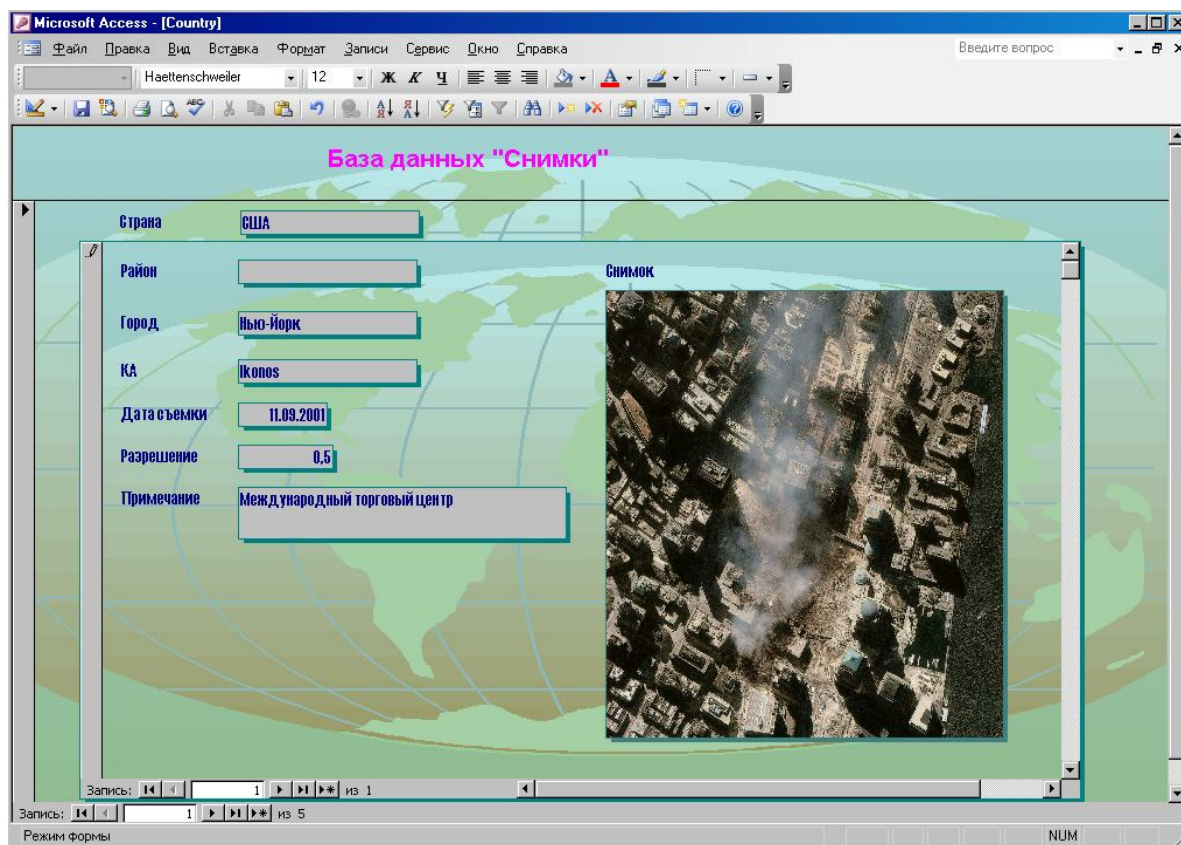 Microsoft Access - [Country]
Файл Правка Вид Вставка Формат Записи Сервис Окно Справка Введите вопрос
Haettenschweiler 12 Ж К Ч
База данных "Снимки"
Страна США
Район Снимок
Город Нью-Йорк
КА Ikonos
Дата съемки 11.09.2001
Разрешение 0,5
Примечание Международный торговый центр
Запись: 1 из 1
Запись: 1 из 5
Режим формы NUM